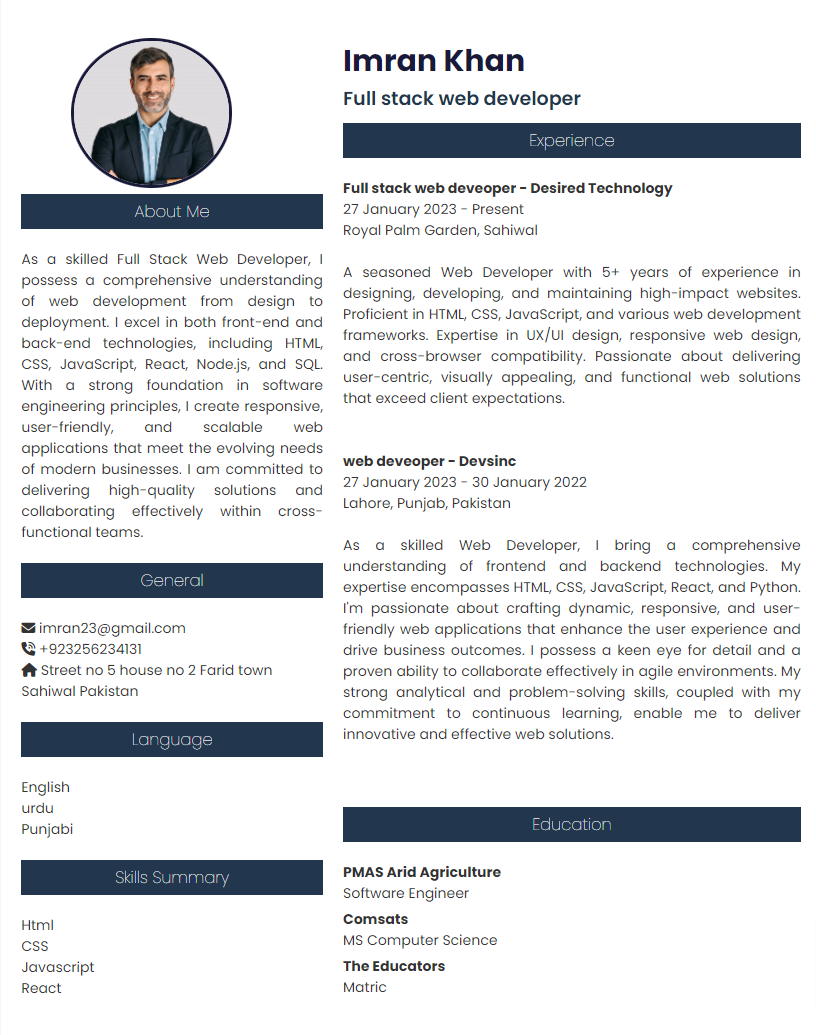 About Me
As a skilled Full Stack Web Developer, I
possess a comprehensive understanding
of web development from design to
deployment. I excel in both front-end and
back-end technologies, including HTML,
CSS, JavaScript, React, Node.js, and SQL.
With a strong foundation in software
engineering principles, I create responsive,
user-friendly, and scalable web
applications that meet the evolving needs
of modern businesses. I am committed to
delivering high-quality solutions and
collaborating effectively within cross-
functional teams.
General
imran23@gmail.com
+923256234131
Street no 5 house no 2 Farid town
Sahiwal Pakistan
Language
English
urdu
Punjabi
Skills Summary
Html
CSS
Javascript
React
Imran Khan
Full stack web developer
Experience
Full stack web deveoper - Desired Technology
27 January 2023 - Present
Royal Palm Garden, Sahiwal
A seasoned Web Developer with 5+ years of experience in
designing, developing, and maintaining high-impact websites.
Proficient in HTML, CSS, JavaScript, and various web development
frameworks. Expertise in UX/UI design, responsive web design,
and cross-browser compatibility. Passionate about delivering
user-centric, visually appealing, and functional web solutions
that exceed client expectations.
web deveoper - Devsinc
27 January 2023 - 30 January 2022
Lahore, Punjab, Pakistan
As a skilled Web Developer, I bring a comprehensive
understanding of frontend and backend technologies. My
expertise encompasses HTML, CSS, JavaScript, React, and Python.
I'm passionate about crafting dynamic, responsive, and user-
friendly web applications that enhance the user experience and
drive business outcomes. I possess a keen eye for detail and a
proven ability to collaborate effectively in agile environments. My
strong analytical and problem-solving skills, coupled with my
commitment to continuous learning, enable me to deliver
innovative and effective web solutions.
Education
PMAS Arid Agriculture
Software Engineer
Comsats
MS Computer Science
The Educators
Matric